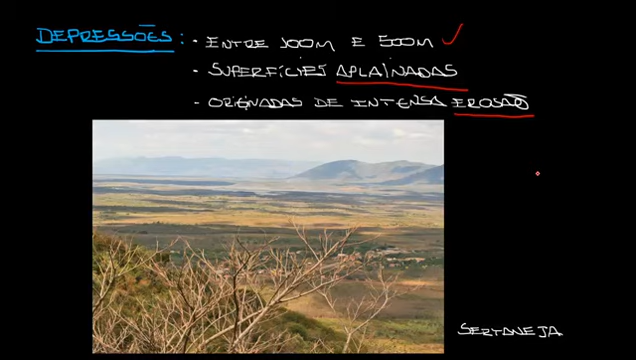 DEPRESSÕES: - ENTRE 100M E 500M
- SUPERFÍCIES APLAINADAS
- ORIGINADAS DE INTENSA EROSÃO
SERTANEJA